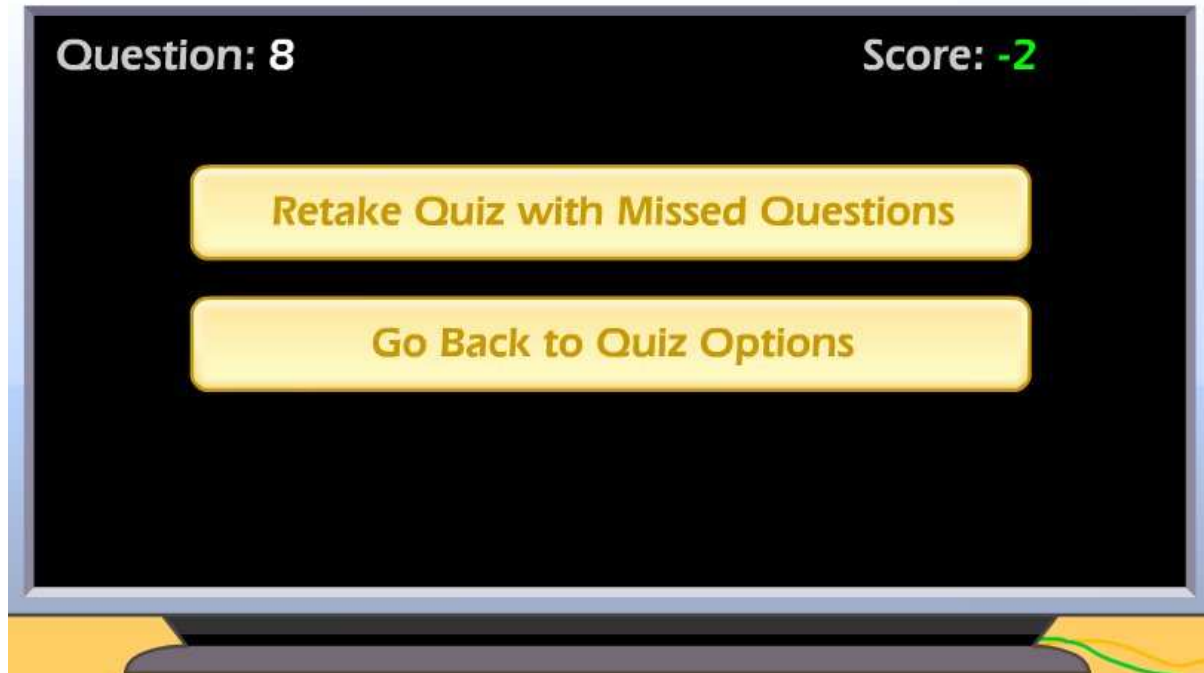 Question: 8 Score: -2
Retake Quiz with Missed Questions
Go Back to Quiz Options